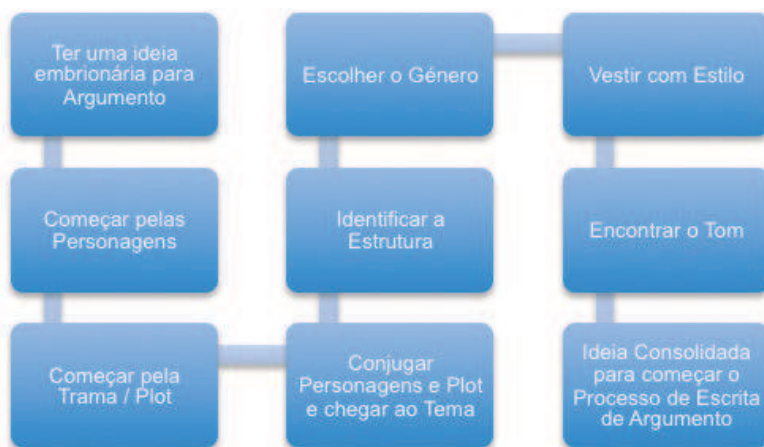 Ter uma ideia
embrionária para
Argumento
Começar pelas
Personagens
Começar pela
Trama / Plot
Conjugar
Personagens e Plot
e chegar ao Tema
Identificar a
Estrutura
Escolher o Género
Vestir com Estilo
Encontrar o Tom
Ideia Consolidada
para começar o
Processo de Escrita
de Argumento